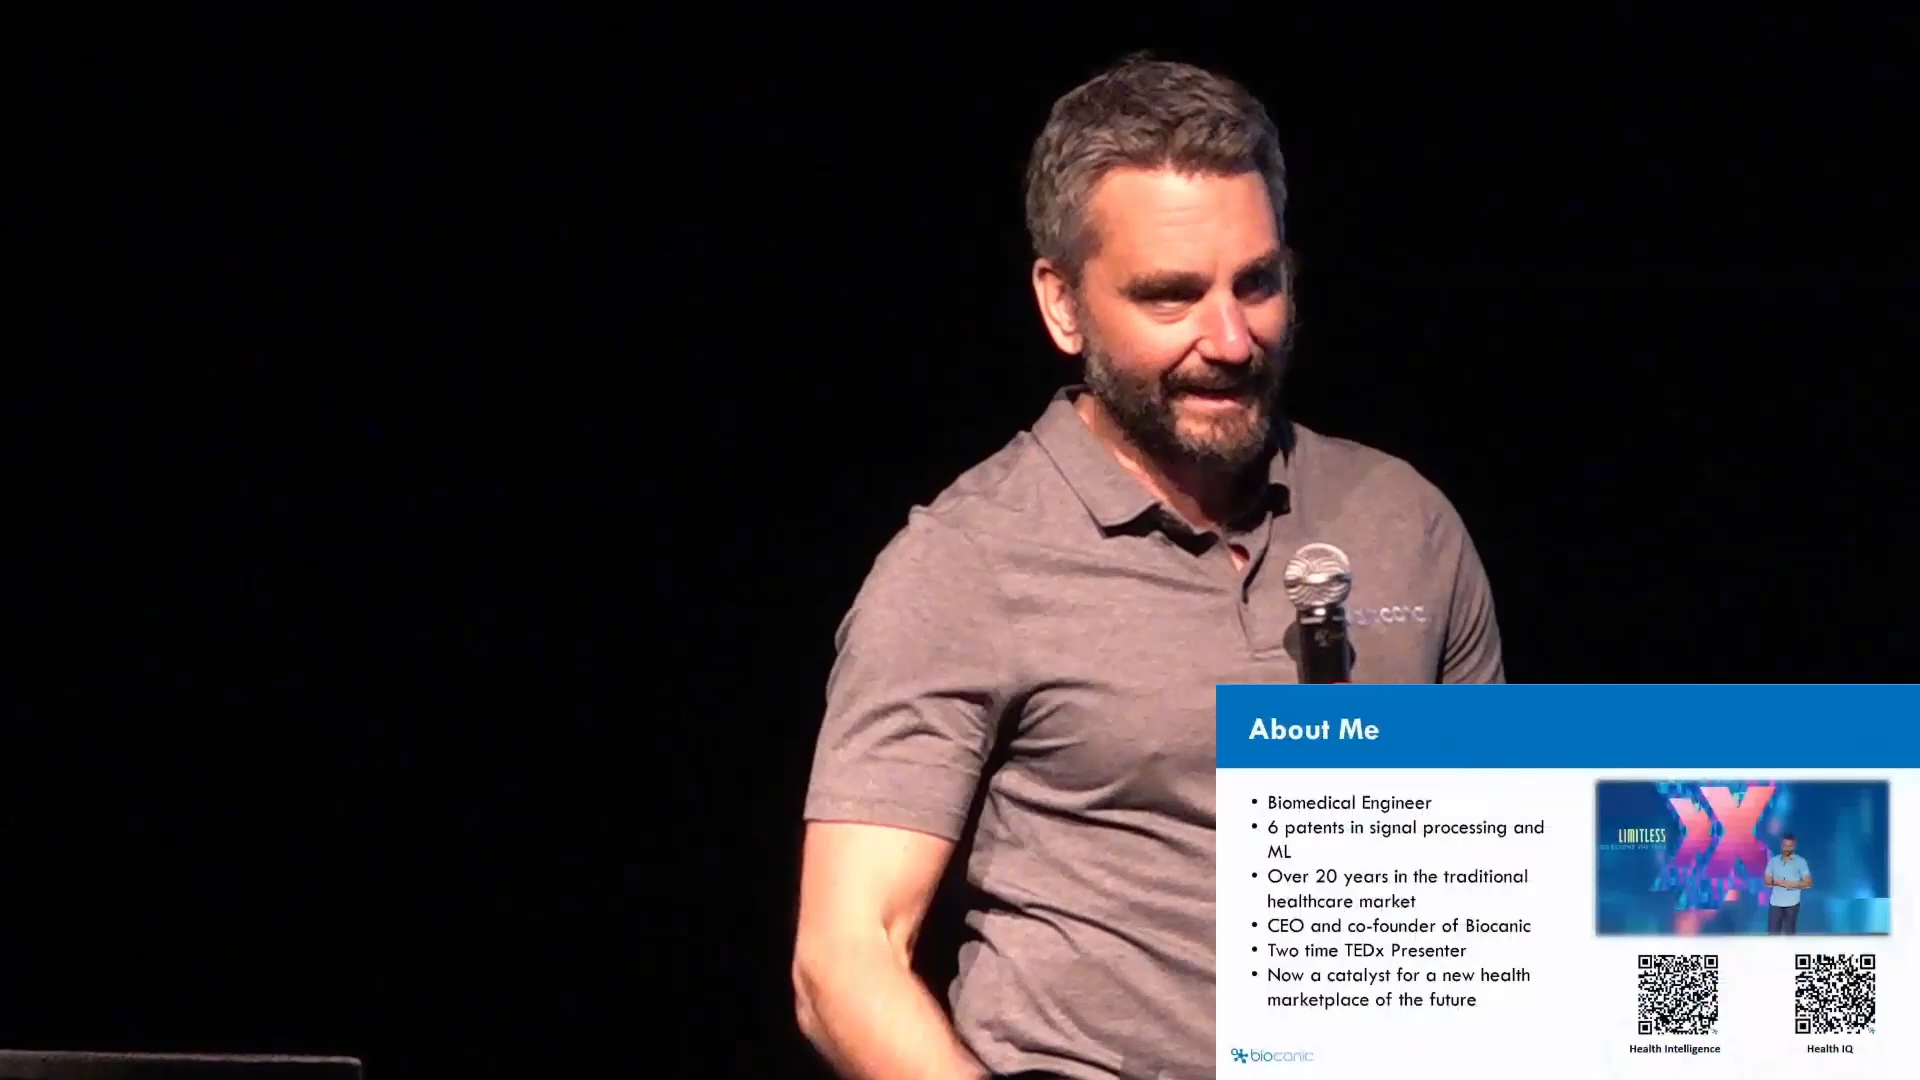 About Me
• Biomedical Engineer
• 6 patents in signal processing and
ML
• Over 20 years in the traditional
healthcare market
• CEO and co-founder of Biocanic
• Two time TEDx Presenter
• Now a catalyst for a new health
marketplace of the future
LIMITLESS
Health Intelligence
Health IQ
biocanic